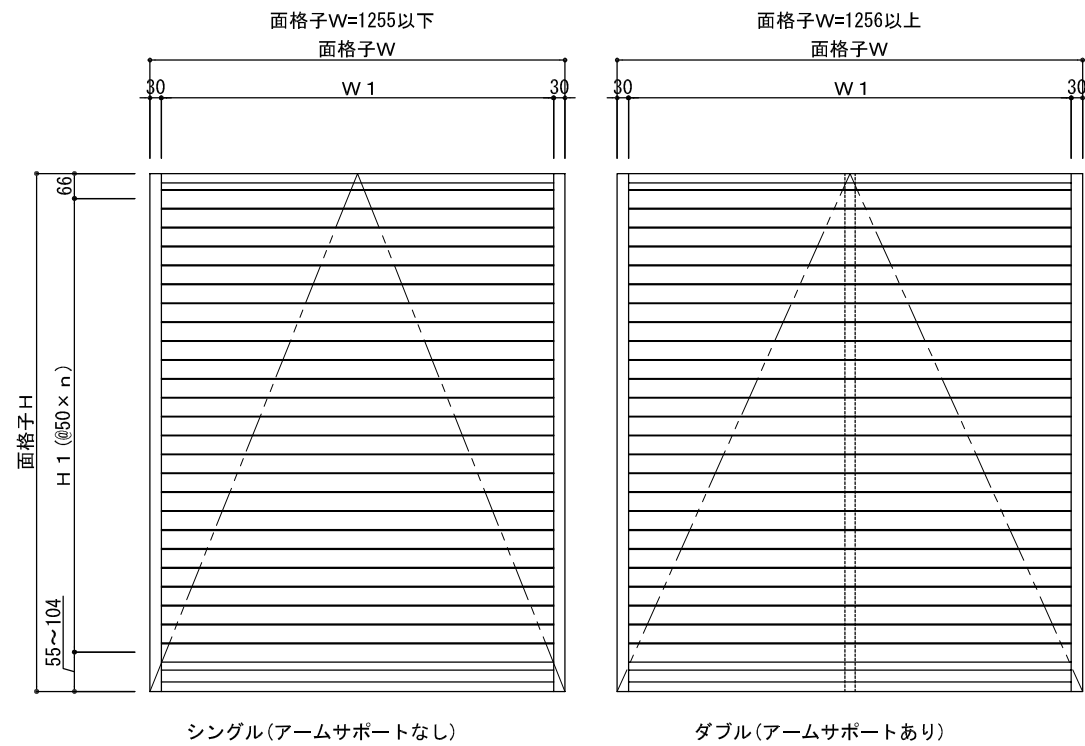 面格子W=1255以下
面格子W
30
W1
30
面格子W=1256以上
面格子W
30
W1
30
66
面格子H
H1(@50×n)
55～104
シングル(アームサポートなし)
ダブル(アームサポートあり)